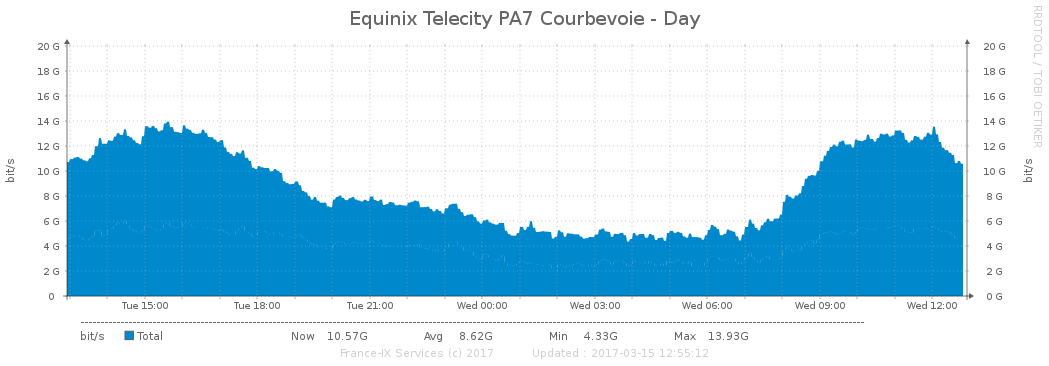 Equinix Telecity PA7 Courbevoie - Day
RRDTOOL / TOBI OETIKER
bit/s
20 G 20 G
18 G 18 G
16 G 16 G
14 G 14 G
12 G 12 G
10 G 10 G
8 G 8 G
6 G 6 G
4 G 4 G
2 G 2 G
0 0 G
bit/s
Tue 15:00 Tue 18:00 Tue 21:00 Wed 00:00 Wed 03:00 Wed 06:00 Wed 09:00 Wed 12:00
bit/s Total Now 10.57G Avg 8.62G Min 4.33G Max 13.93G
France-IX Services (c) 2017 Updated : 2017-03-15 12:55:12